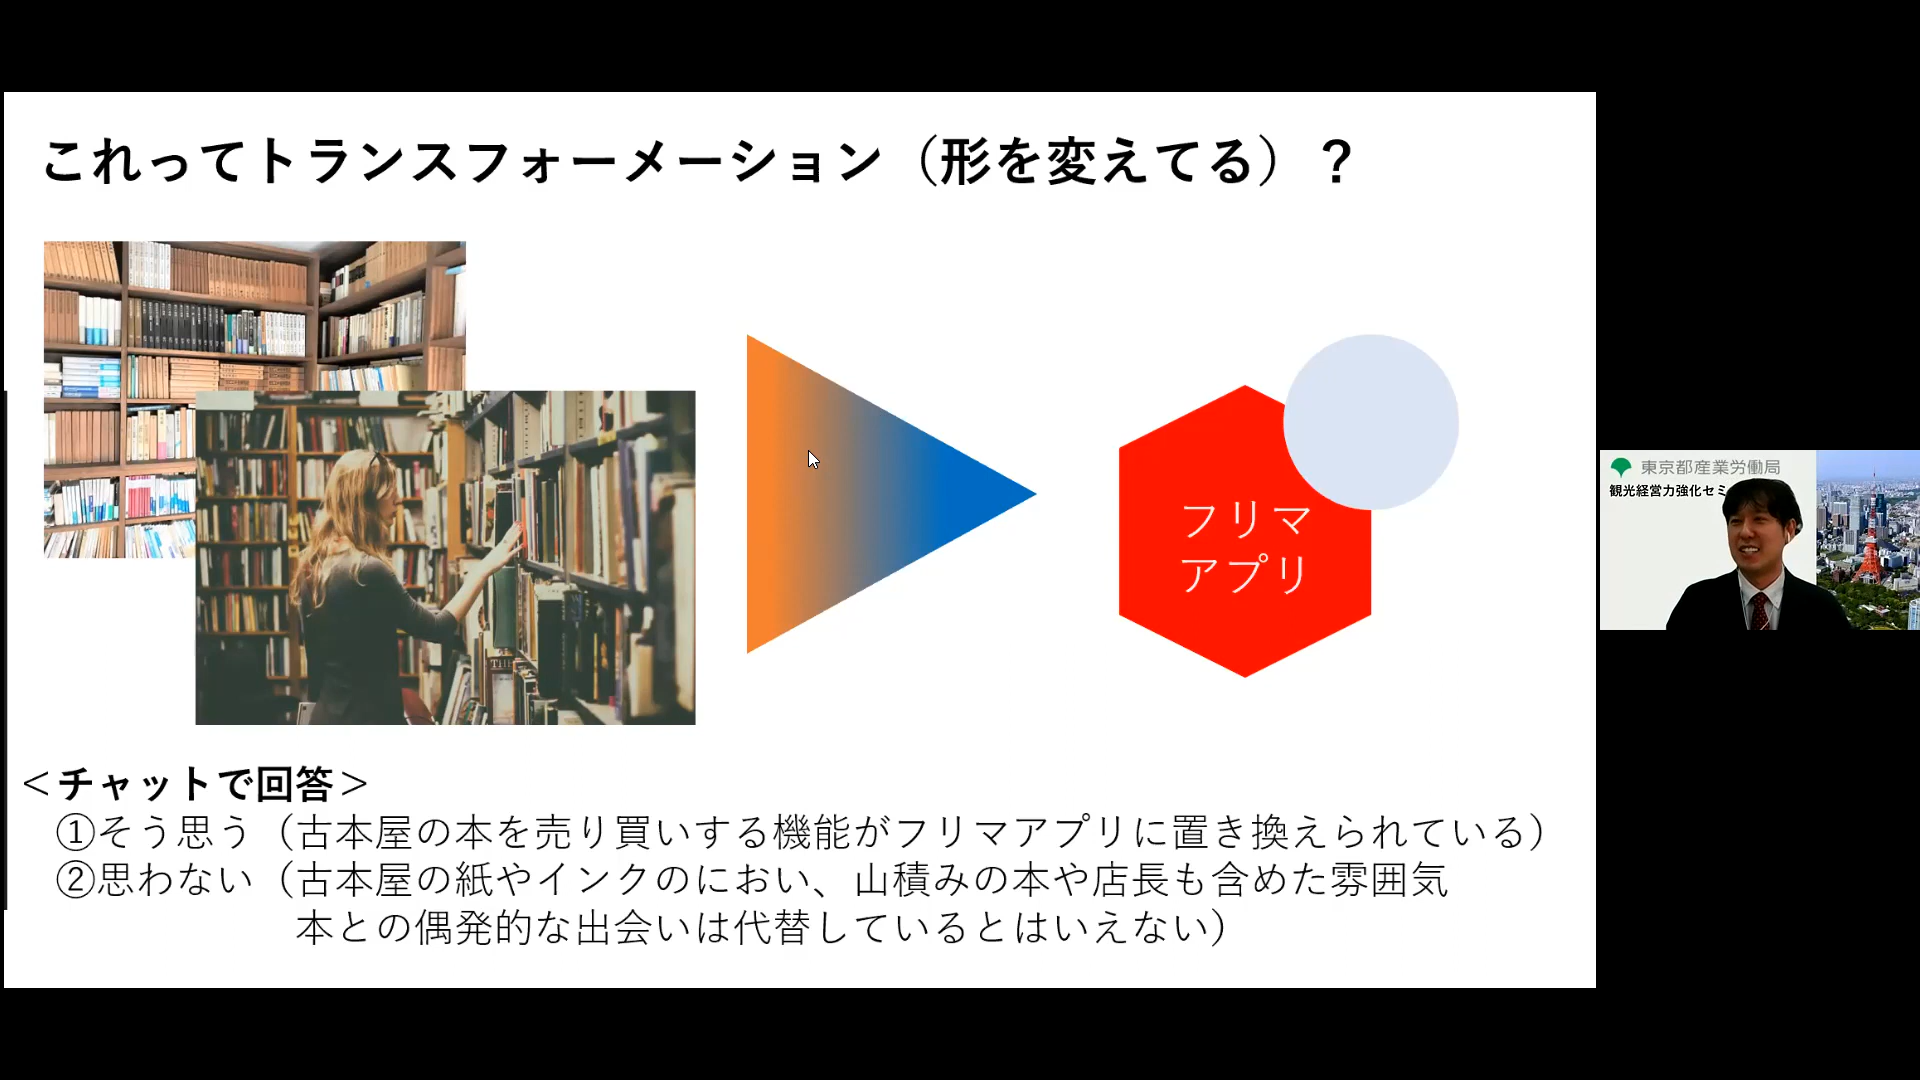 これってトランスフォーメーション（形を変えてる）？
フリマ
アプリ
＜チャットで回答＞
①そう思う（古本屋の本を売り買いする機能がフリマアプリに置き換えられている）
②思わない（古本屋の紙やインクのにおい、山積みの本や店長も含めた雰囲気
本との偶発的な出会いは代替しているとはいえない）
東京都産業労働局
観光経営力強化セミ